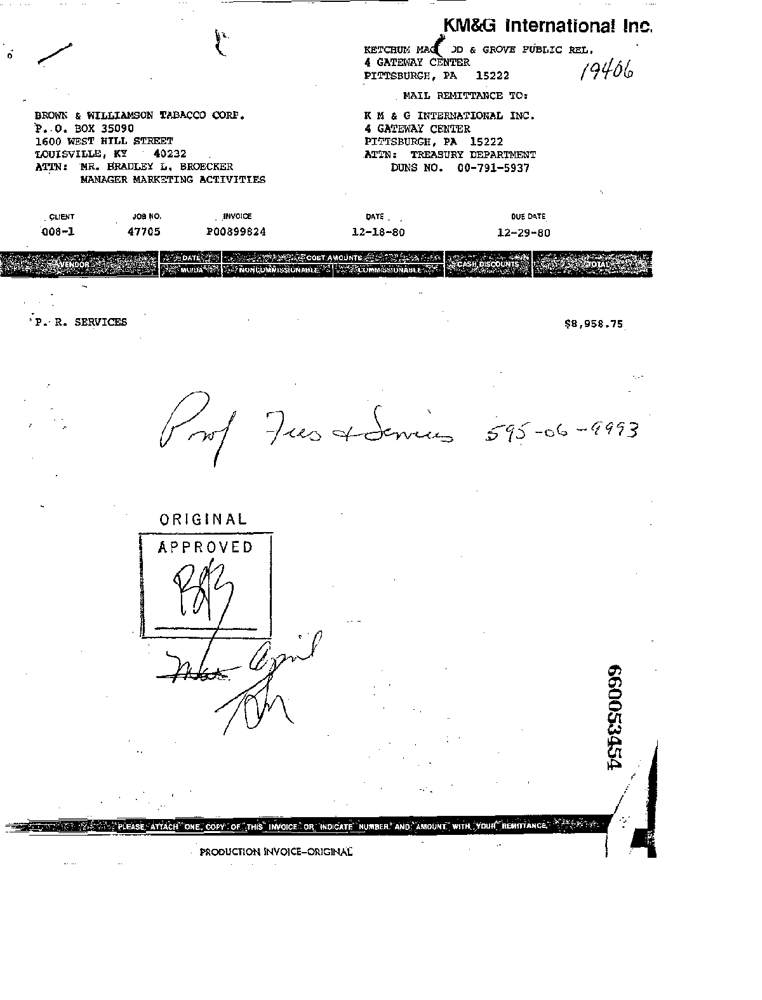 KM&G International Inc.
KETCHUM MAC OD & GROVE PUBLIC REL.
4 GATEWAY CENTER
PITTSBURGH, PA 15222
19406
MAIL REMITTANCE TO:
BROWN & WILLIAMSON TABACCO CORP.
P. O. BOX 35090
1600 WEST HILL STREET
LOUISVILLE, KY 40232
ATTN: MR. BRADLEY L. BROECKER
MANAGER MARKETING ACTIVITIES
K M & G INTERNATIONAL INC.
4 GATEWAY CENTER
PITTSBURGH, PA 15222
ATTN: TREASURY DEPARTMENT
DUNS NO. 00-791-5937
CLIENT JOB NO. INVOICE DATE DUE DATE
008-1 47705 P00899824 12-18-80 12-29-80
VENDOR DATE COST AMOUNTS CASH DISCOUNTS TOTAL
MEDIA NONCOMMISSIONABLE COMMISSIONABLE
P. R. SERVICES $8,958.75
Prof Fees & Services 595-06-9993
ORIGINAL
APPROVED
April
660053454
PLEASE ATTACH ONE COPY OF THIS INVOICE OR INDICATE NUMBER AND AMOUNT WITH YOUR REMITTANCE
PRODUCTION INVOICE-ORIGINAL